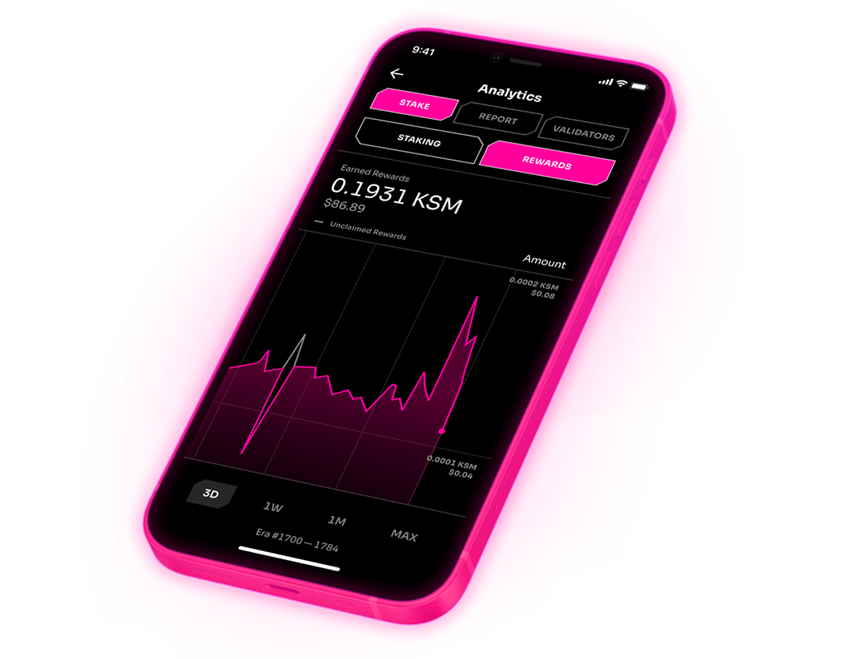 9:41
Analytics
STAKE REPORT VALIDATORS
STAKING REWARDS
Earned Rewards
0.1931 KSM
$86.89
Unclaimed Rewards
Amount
0.0002 KSM
$0.08
0.0001 KSM
$0.04
3D 1W 1M MAX
Era #1700 — 1784